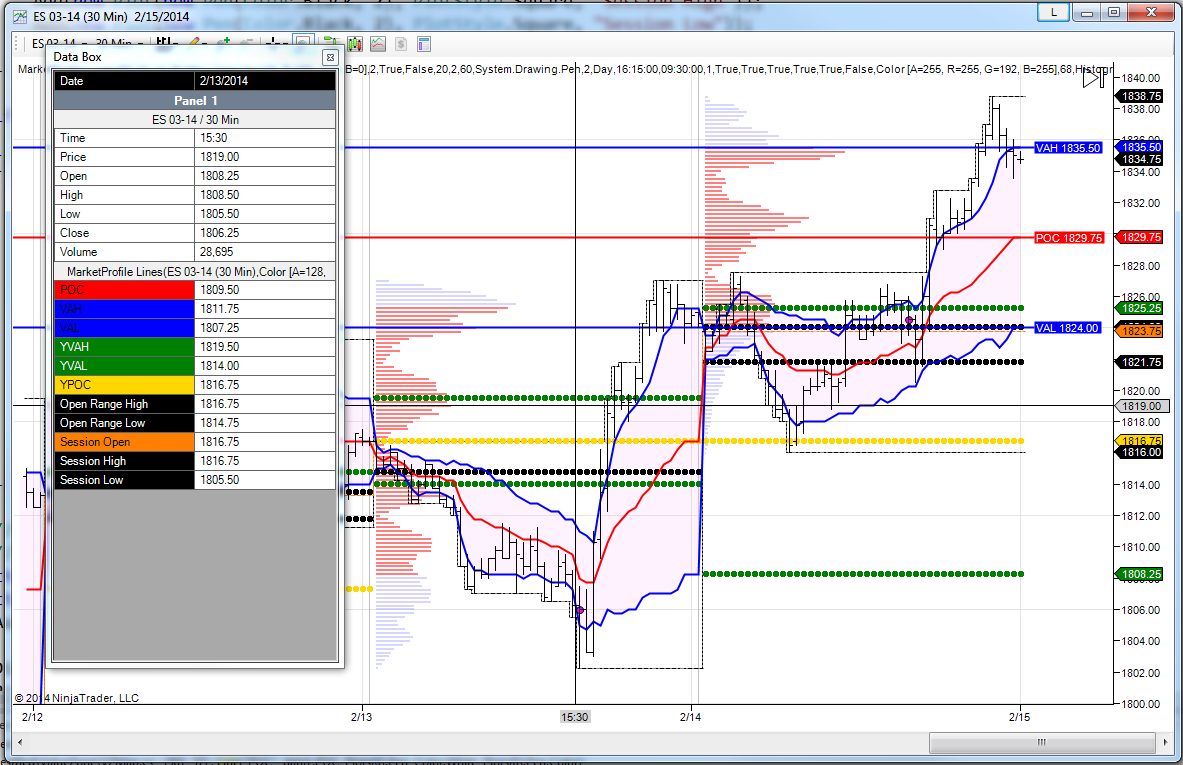 ES 03-14 (30 Min) 2/15/2014
L
ES 03-14
30 Min
Data Box
Date 2/13/2014
Panel 1
ES 03-14 / 30 Min
Time 15:30
Price 1819.00
Open 1808.25
High 1808.50
Low 1805.50
Close 1806.25
Volume 28,695
MarketProfile Lines(ES 03-14 (30 Min),Color [A=128,
POC 1809.50
VAH 1811.75
VAL 1807.25
YVAH 1819.50
YVAL 1814.00
YPOC 1816.75
Open Range High 1816.75
Open Range Low 1814.75
Session Open 1816.75
Session High 1816.75
Session Low 1805.50
B=0],2,True,False,20,2,60,System.Drawing.Pen,2,Day,16:15:00,09:30:00,1,True,True,True,True,False,Color [A=255, R=255, G=192, B=255],68,Histogr
VAH 1835.50
POC 1829.75
VAL 1824.00
1840.00
1838.75
1838.00
1835.50
1834.75
1834.00
1832.00
1829.75
1828.00
1826.00
1825.25
1823.75
1821.75
1820.00
1819.00
1818.00
1816.75
1816.00
1814.00
1812.00
1810.00
1808.25
1806.00
1804.00
1802.00
1800.00
© 2014 NinjaTrader, LLC
2/12
2/13
15:30
2/14
2/15